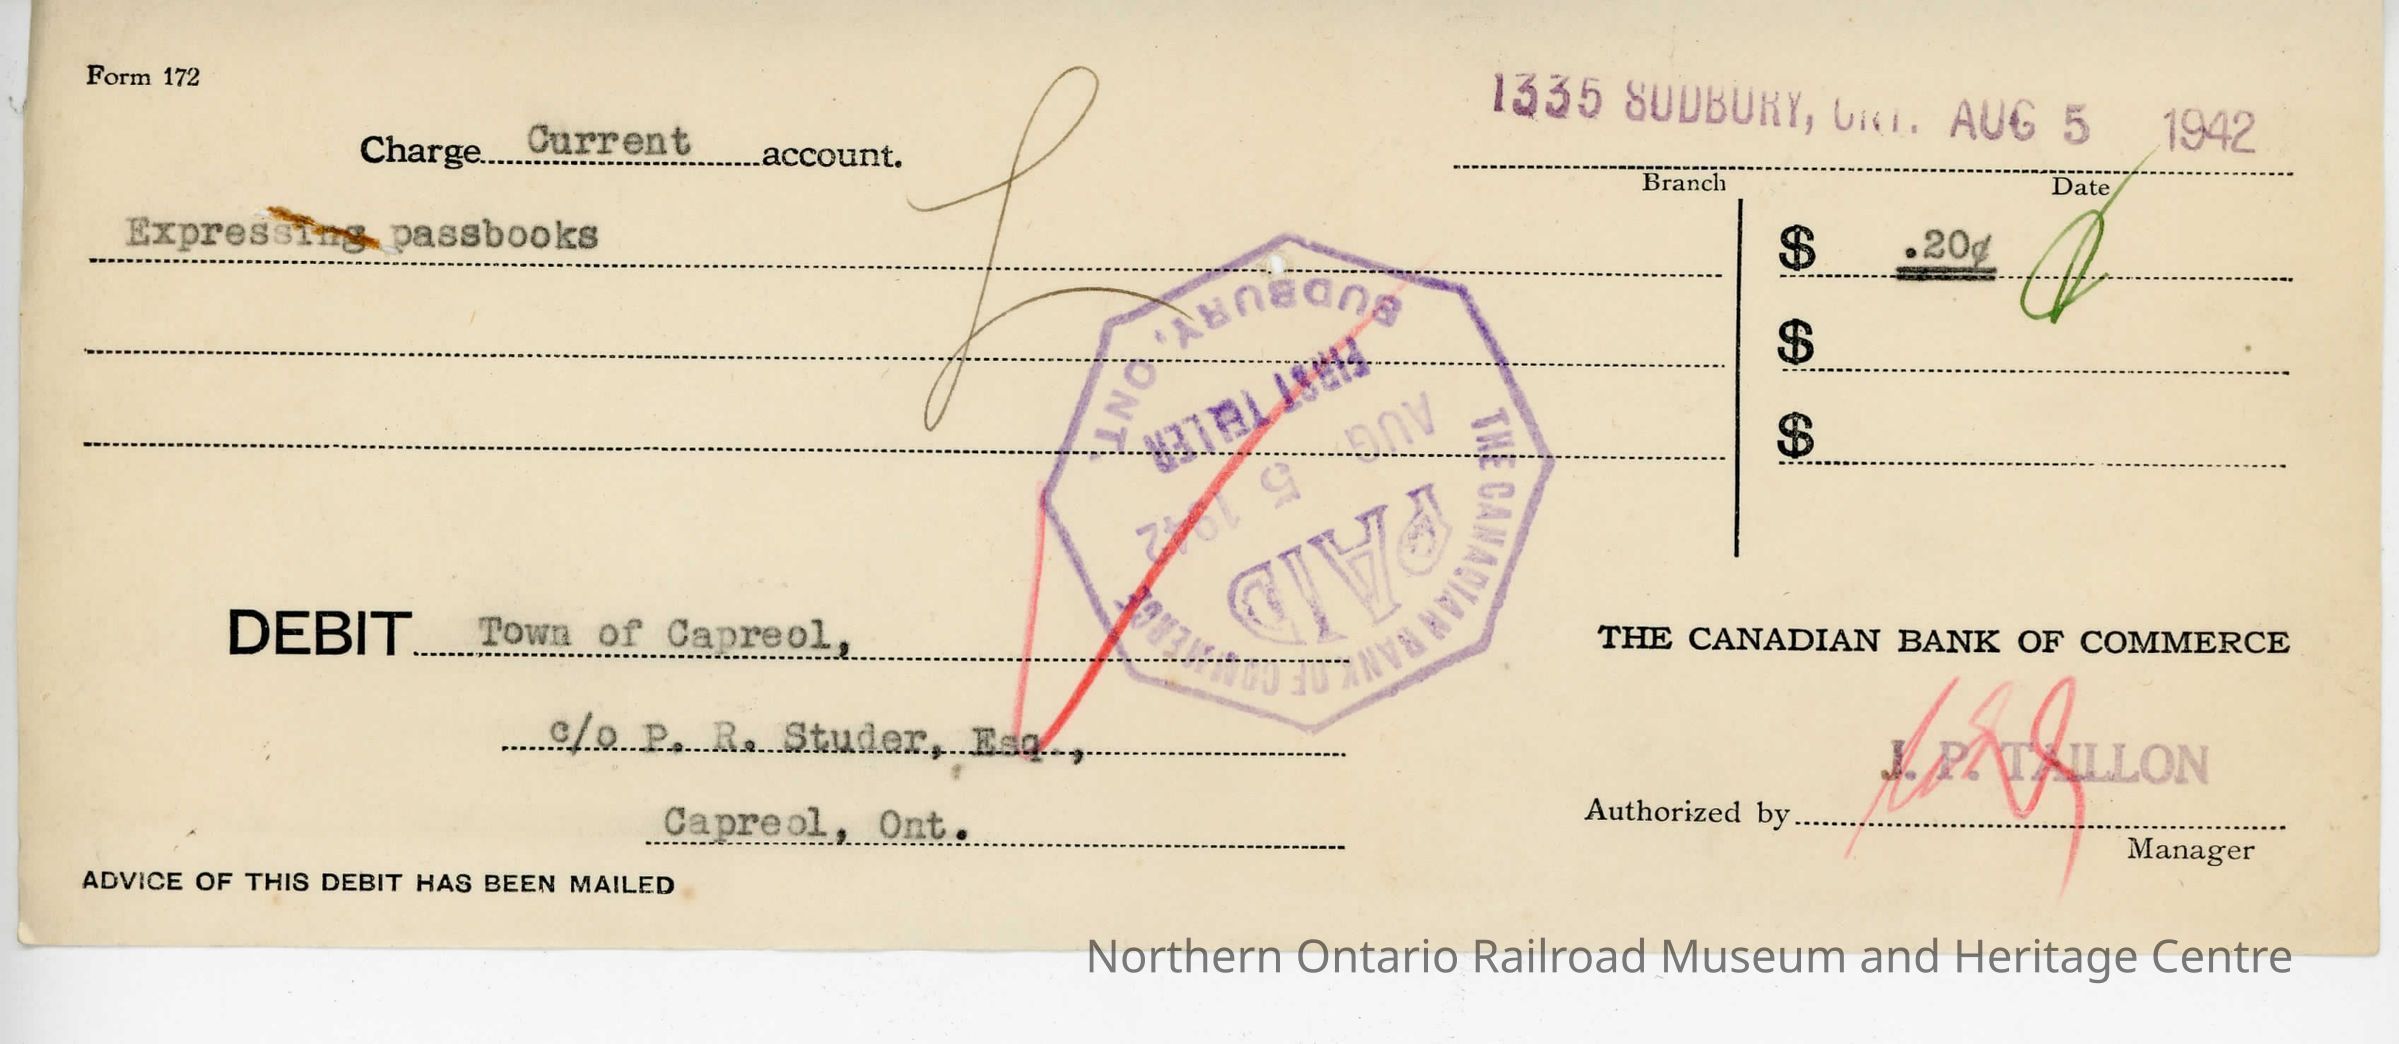 Form 172
1335 SUDBURY, ONT. AUG 5 1942
Charge Current account.
Branch Date
Expressing passbooks $ .20¢
$
$
SUDBURY, ONT.
FIRST TELLER
AUG 5 1942
PAID
THE CANADIAN BANK OF COMMERCE
DEBIT Town of Capreol,
THE CANADIAN BANK OF COMMERCE
c/o P. R. Studer, Esq.,
J. P. TAILLON
Capreol, Ont.
Authorized by
Manager
ADVICE OF THIS DEBIT HAS BEEN MAILED
Northern Ontario Railroad Museum and Heritage Centre